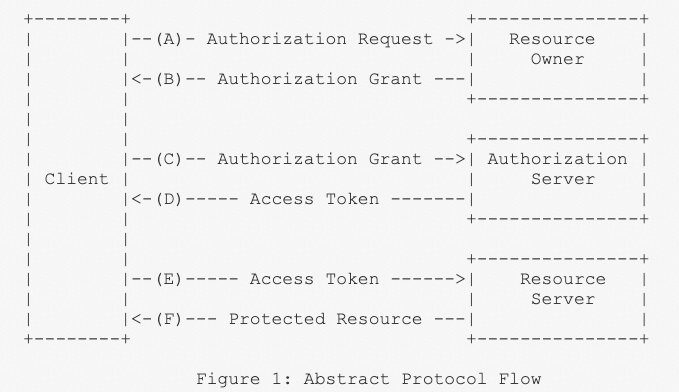 +--------+                                  +---------------+
|        |--(A)- Authorization Request ->|   Resource    |
|        |                                  |     Owner     |
|        |<-(B)-- Authorization Grant ---|               |
|        |                                  +---------------+
|        |
|        |                                  +---------------+
|        |--(C)-- Authorization Grant -->| Authorization |
| Client |                                  |     Server    |
|        |<-(D)----- Access Token -------|               |
|        |                                  +---------------+
|        |
|        |                                  +---------------+
|        |--(E)----- Access Token ------>|    Resource   |
|        |                                  |     Server    |
|        |<-(F)--- Protected Resource ---|               |
+--------+                                  +---------------+
Figure 1: Abstract Protocol Flow